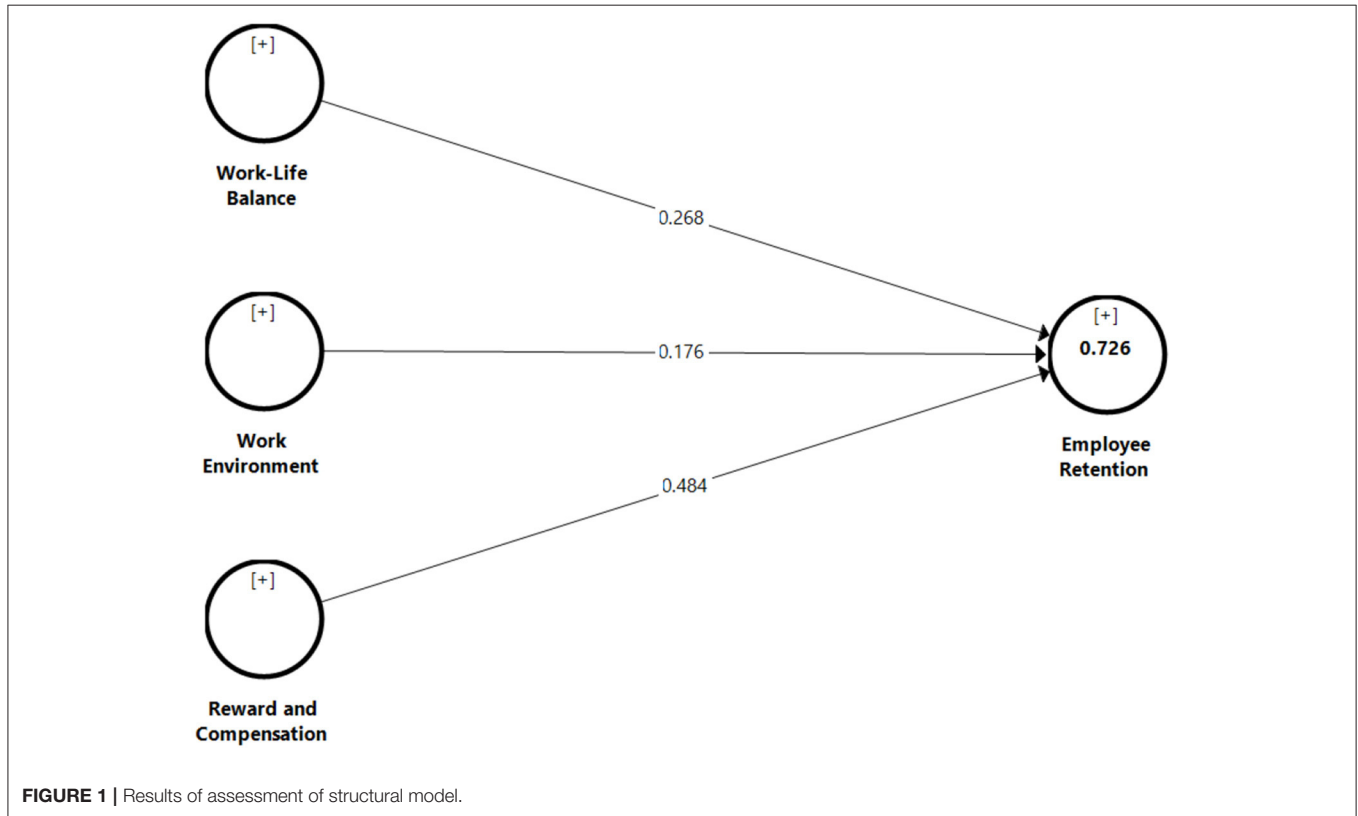 [+]
Work-Life
Balance
0.268
[+]
Work
Environment
0.176
[+]
0.726
Employee
Retention
0.484
[+]
Reward and
Compensation
FIGURE 1 | Results of assessment of structural model.